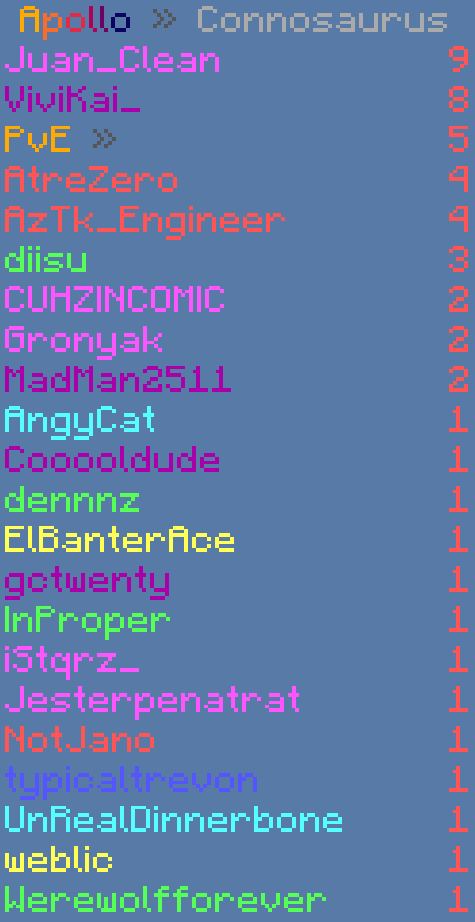 Apollo » Connosaurus
Juan_Clean 9
ViviKai_ 8
PvE » 5
AtreZero 4
AzTk_Engineer 4
diisu 3
CUHZINCOMIC 2
Gronyak 2
MadMan2511 2
AngyCat 1
Cooooldude 1
dennnz 1
ElBanterAce 1
gctwenty 1
InProper 1
iStqrz_ 1
Jesterpenatrat 1
NotJano 1
typicaltrevon 1
UnRealDinnerbone 1
weblic 1
Werewolfforever 1